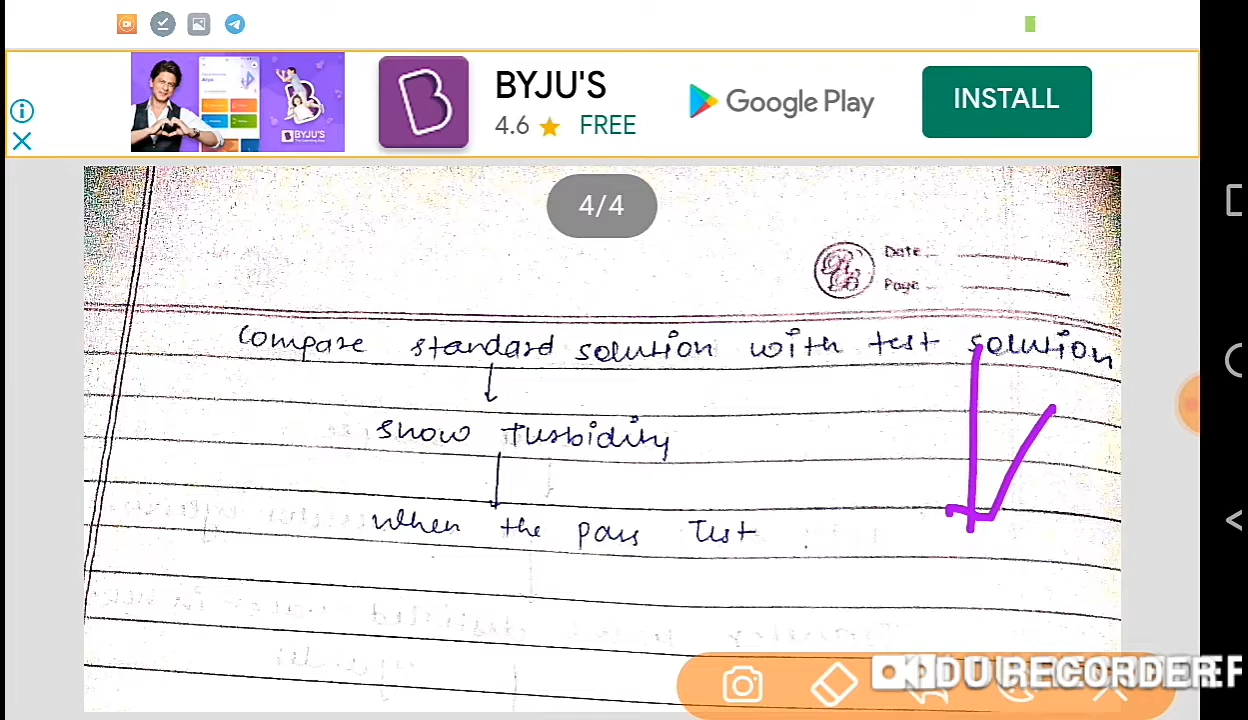 BYJU'S
4.6 FREE
Google Play
INSTALL
BYJU'S
4/4
Date
Page
Compare standard solution with test solution
show Turbidity
when the pass Test
DU RECORDER